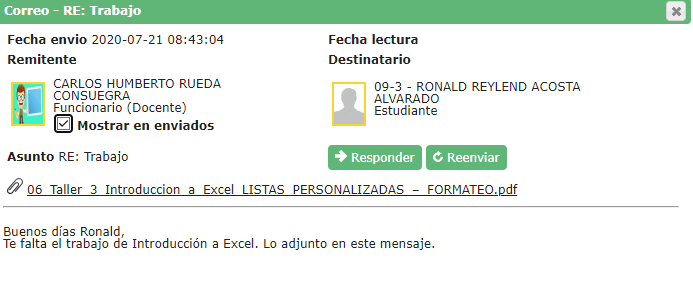 Correo - RE: Trabajo
Fecha envio 2020-07-21 08:43:04
Fecha lectura
Remitente
Destinatario
CARLOS HUMBERTO RUEDA
CONSUEGRA
Funcionario (Docente)
Mostrar en enviados
09-3 - RONALD REYLEND ACOSTA
ALVARADO
Estudiante
Asunto RE: Trabajo
Responder
Reenviar
06_Taller_3_Introduccion_a_Excel_LISTAS_PERSONALIZADAS_–_FORMATEO.pdf
Buenos días Ronald,
Te falta el trabajo de Introducción a Excel. Lo adjunto en este mensaje.